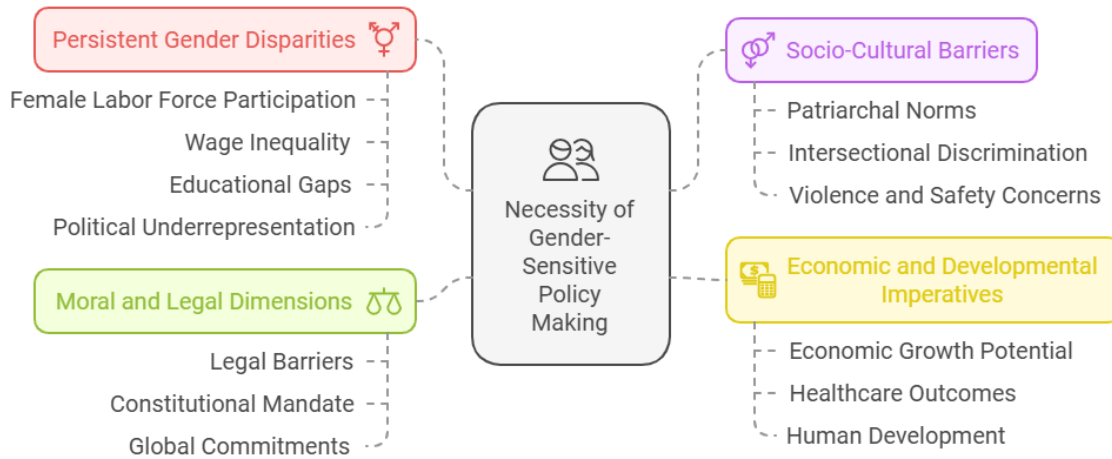 Persistent Gender Disparities
Female Labor Force Participation
Wage Inequality
Educational Gaps
Political Underrepresentation
Moral and Legal Dimensions
Legal Barriers
Constitutional Mandate
Global Commitments
Necessity of
Gender-
Sensitive
Policy
Making
Socio-Cultural Barriers
Patriarchal Norms
Intersectional Discrimination
Violence and Safety Concerns
Economic and Developmental
Imperatives
Economic Growth Potential
Healthcare Outcomes
Human Development